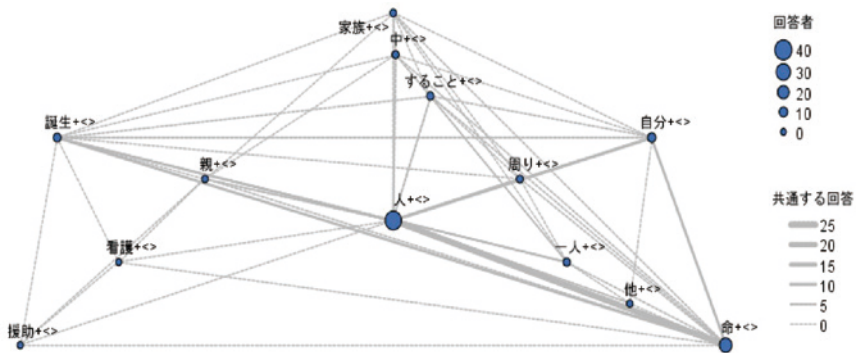 家族+<>
中+<>
すること+<>
誕生+<>
自分+<>
親+<>
周り+<>
人+<>
看護+<>
一人+<>
他+<>
援助+<>
命+<>
回答者
40
30
20
10
0
共通する回答
25
20
15
10
5
0